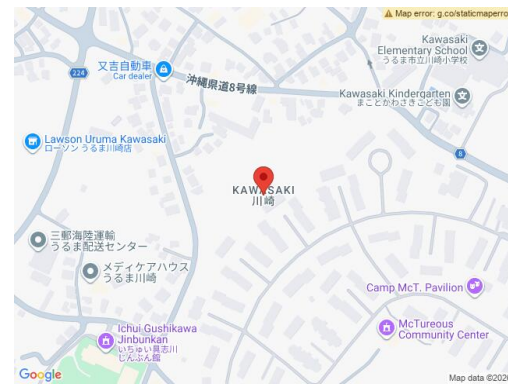 Map error: g.co/staticmaperro
Kawasaki
Elementary School
うるま市立川崎小学校
又吉自動車
Car dealer
224
沖縄県道8号線
Kawasaki Kindergarten
まことかわさきこども園
Lawson Uruma Kawasaki
ローソン うるま川崎店
8
KAWASAKI
川崎
三郵海陸運輸
うるま配送センター
メディケアハウス
うるま川崎
Camp McT. Pavilion
McTureous
Community Center
Ichui Gushikawa
Jinbunkan
いちゅい具志川
じんぶん館
Google
Map data ©2026